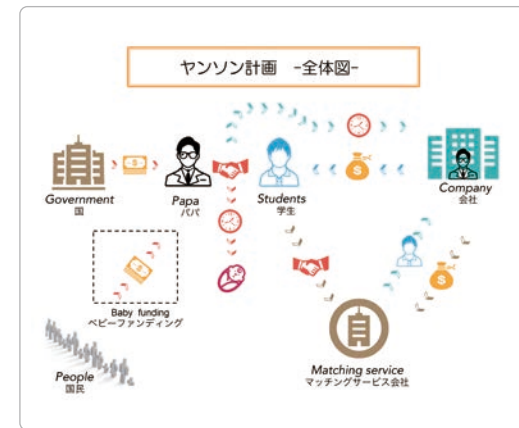 ヤンソン計画 -全体図-
Government
国
Papa
パパ
Students
学生
Company
会社
Baby funding
ベビーファンディング
People
国民
Matching service
マッチングサービス会社